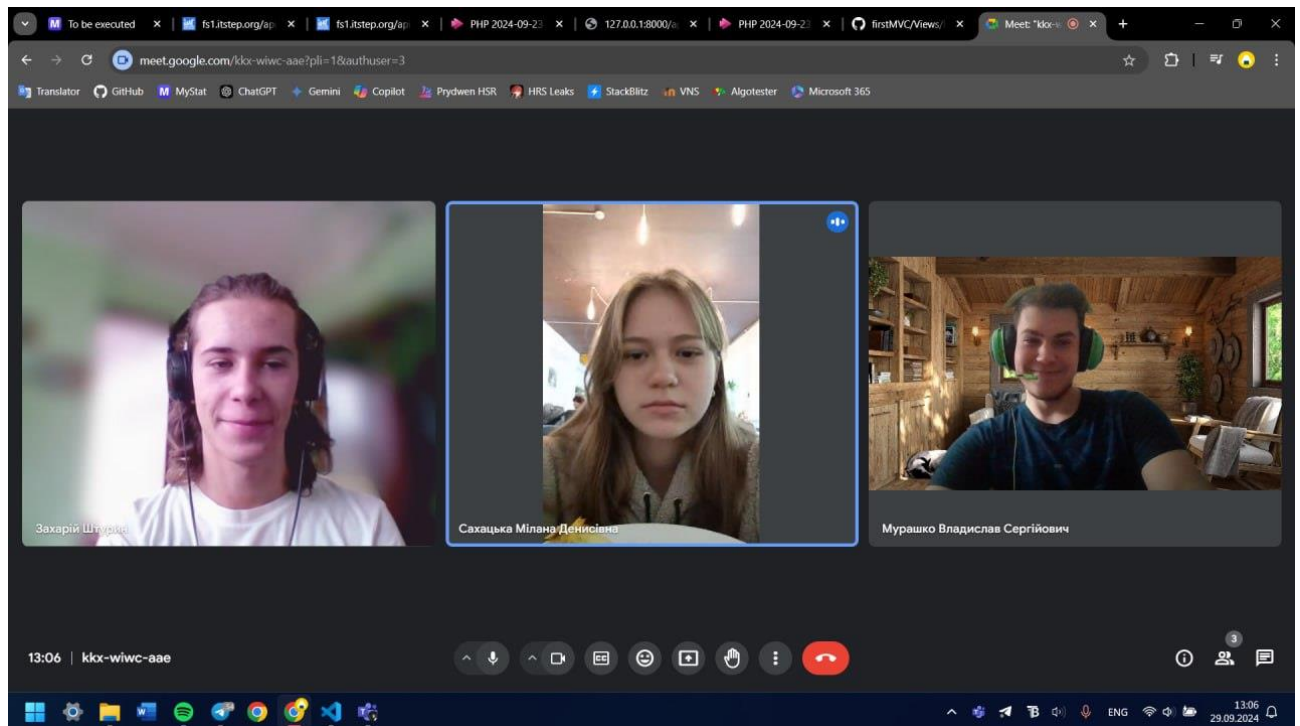 To be executed
fs1.itstep.org/ap
fs1.itstep.org/ap
PHP 2024-09-23
127.0.0.1:8000/a
PHP 2024-09-23
firstMVC/Views/
Meet: "kkx-w
meet.google.com/kkx-wiwc-aae?pli=1&authuser=3
Translator GitHub MyStat ChatGPT Gemini Copilot Prydwen HSR HRS Leaks StackBlitz VNS Algotester Microsoft 365
Захарій Штурин
Сахацька Мілана Денисівна
Мурашко Владислав Сергійович
13:06 | kkx-wiwc-aae
3
ENG
13:06
29.09.2024